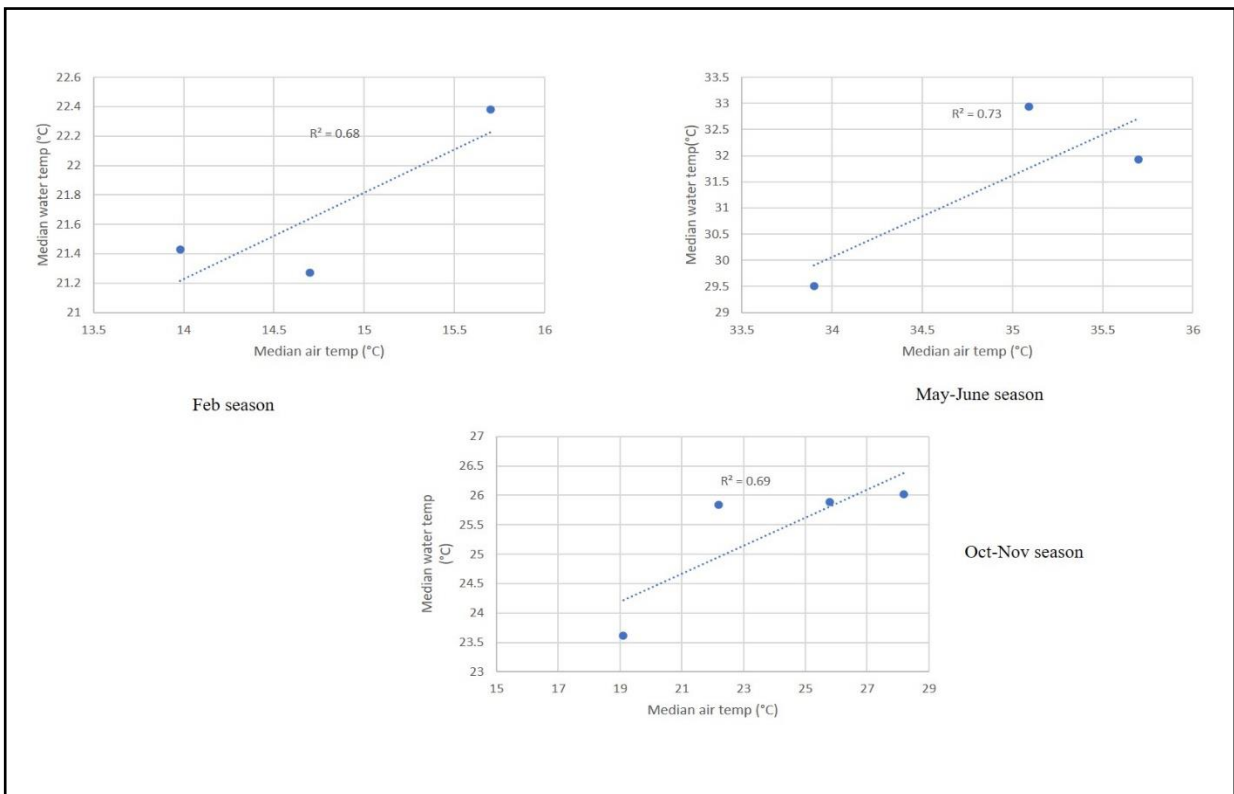 22.6
22.4
22.2
22
21.8
21.6
21.4
21.2
21
Median water temp (°C)
R² = 0.68
13.5 14 14.5 15 15.5 16
Median air temp (°C)
Feb season
33.5
33
32.5
32
31.5
31
30.5
30
29.5
29
Median water temp(°C)
R² = 0.73
33.5 34 34.5 35 35.5 36
Median air temp (°C)
May-June season
27
26.5
26
25.5
25
24.5
24
23.5
23
Median water temp
(°C)
R² = 0.69
15 17 19 21 23 25 27 29
Median air temp (°C)
Oct-Nov season